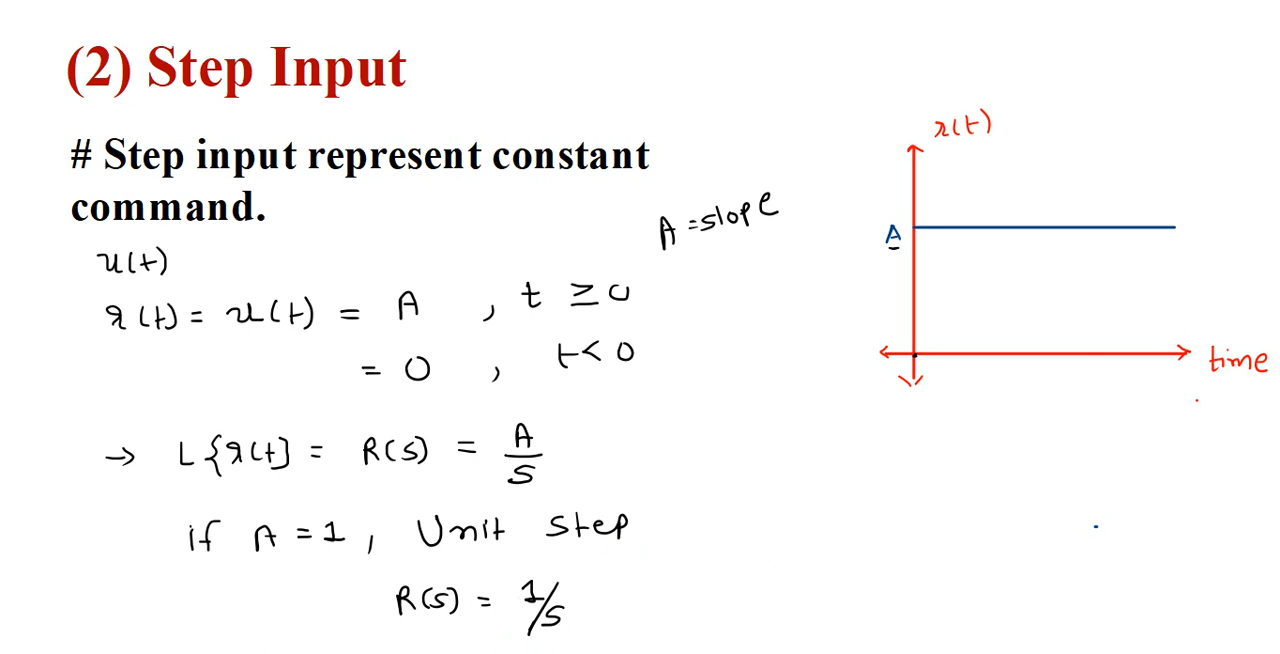 (2) Step Input
# Step input represent constant
command.
A = slope
u(t)
r(t) = u(t) = A , t ≥ 0
= 0 , t < 0
→ L{r(t} = R(s) = A/S
if A = 1, Unit step
R(s) = 1/s
r(t)
A
time